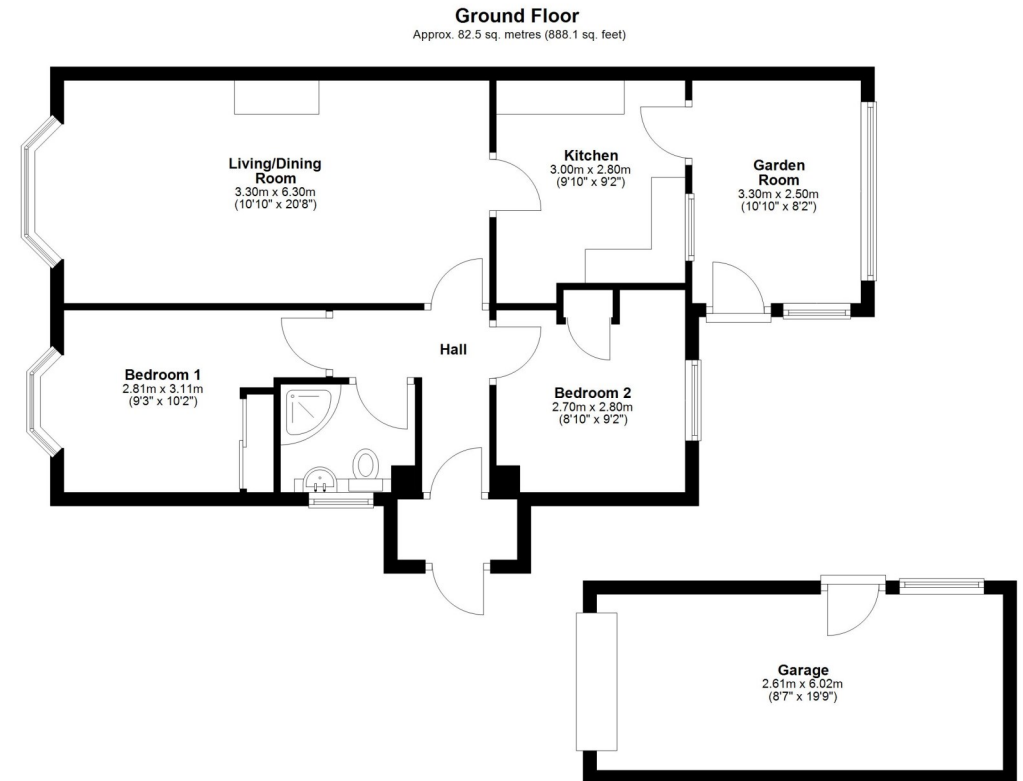 Ground Floor
Approx. 82.5 sq. metres (888.1 sq. feet)
Living/Dining
Room
3.30m x 6.30m
(10'10" x 20'8")
Kitchen
3.00m x 2.80m
(9'10" x 9'2")
Garden
Room
3.30m x 2.50m
(10'10" x 8'2")
Hall
Bedroom 1
2.81m x 3.11m
(9'3" x 10'2")
Bedroom 2
2.70m x 2.80m
(8'10" x 9'2")
Garage
2.61m x 6.02m
(8'7" x 19'9")